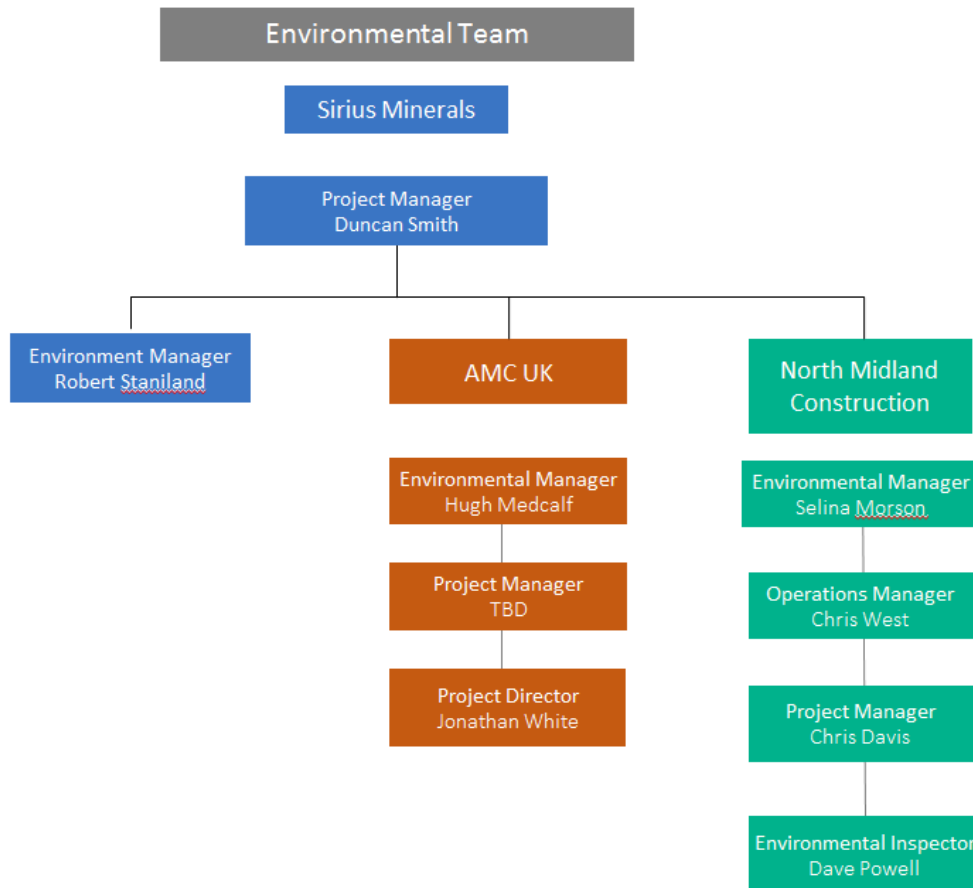 Environmental Team
Sirius Minerals
Project Manager
Duncan Smith
Environment Manager
Robert Staniland
AMC UK
Environmental Manager
Hugh Medcalf
Project Manager
TBD
Project Director
Jonathan White
North Midland
Construction
Environmental Manager
Selina Morson
Operations Manager
Chris West
Project Manager
Chris Davis
Environmental Inspector
Dave Powell